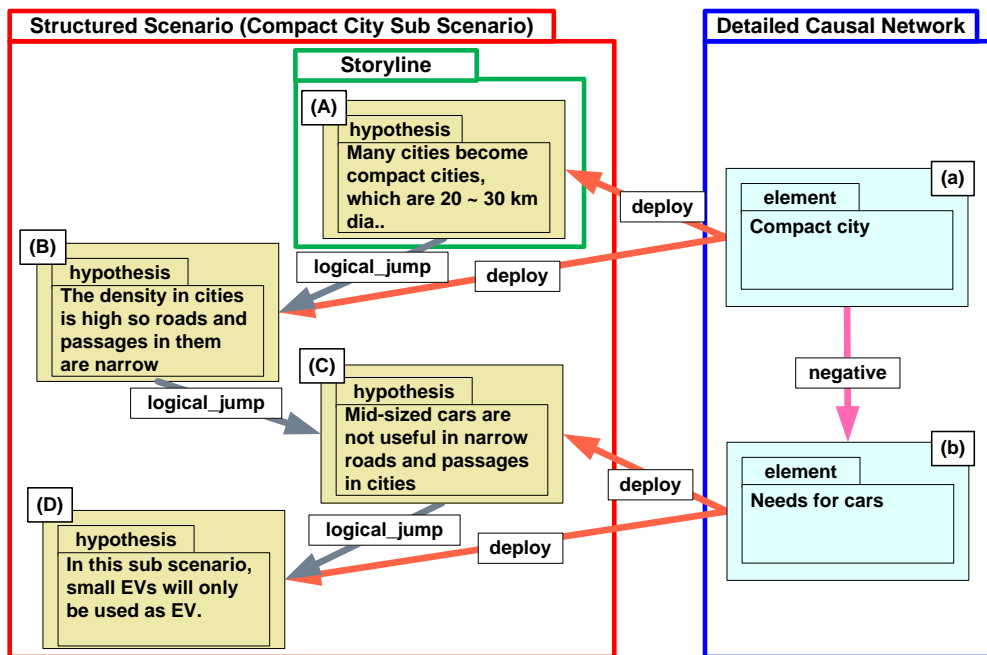 Structured Scenario (Compact City Sub Scenario)
Detailed Causal Network
Storyline
(A)
hypothesis
Many cities become
compact cities,
which are 20 ~ 30 km
dia..
(a)
element
Compact city
deploy
deploy
logical_jump
(B)
hypothesis
The density in cities
is high so roads and
passages in them
are narrow
logical_jump
negative
(C)
hypothesis
Mid-sized cars are
not useful in narrow
roads and passages
in cities
(b)
element
Needs for cars
deploy
deploy
logical_jump
(D)
hypothesis
In this sub scenario,
small EVs will only
be used as EV.